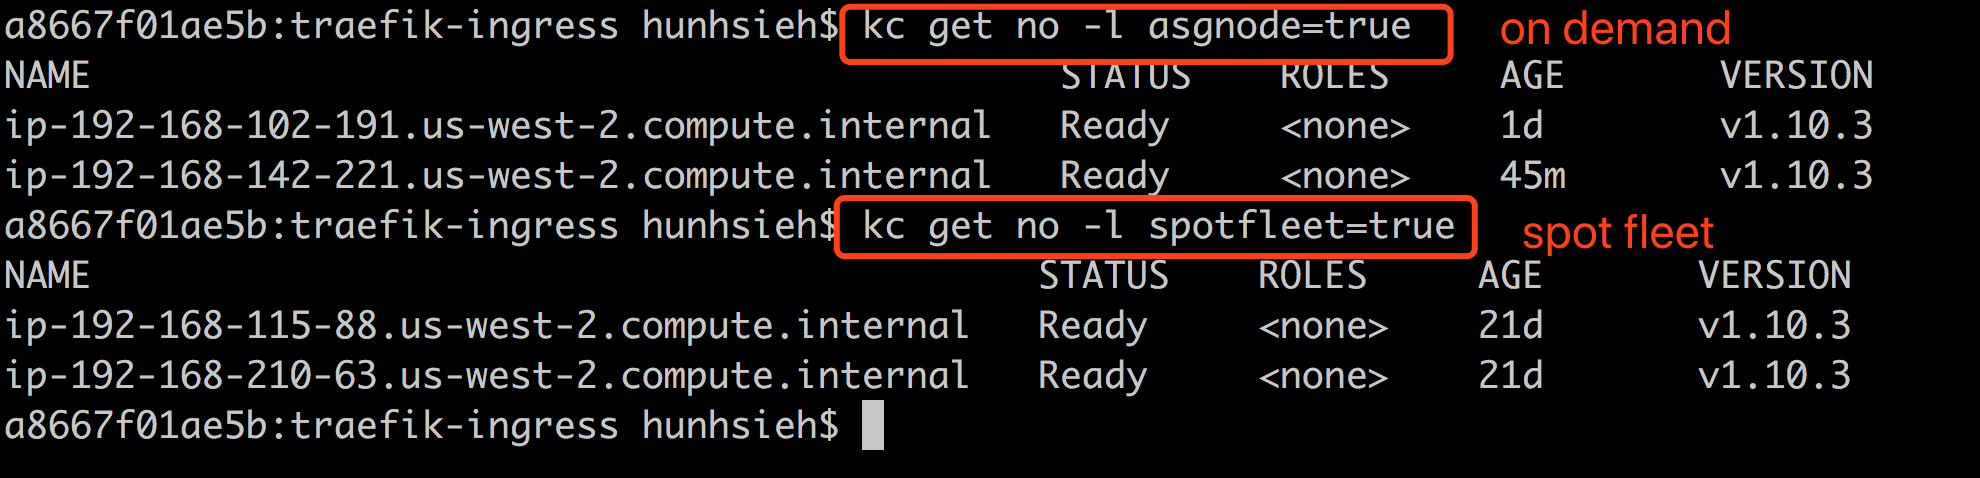 a8667f01ae5b:traefik-ingress hunhsieh$ kc get no -l asgnode=true on demand
NAME STATUS ROLES AGE VERSION
ip-192-168-102-191.us-west-2.compute.internal Ready <none> 1d v1.10.3
ip-192-168-142-221.us-west-2.compute.internal Ready <none> 45m v1.10.3
a8667f01ae5b:traefik-ingress hunhsieh$ kc get no -l spotfleet=true spot fleet
NAME STATUS ROLES AGE VERSION
ip-192-168-115-88.us-west-2.compute.internal Ready <none> 21d v1.10.3
ip-192-168-210-63.us-west-2.compute.internal Ready <none> 21d v1.10.3
a8667f01ae5b:traefik-ingress hunhsieh$